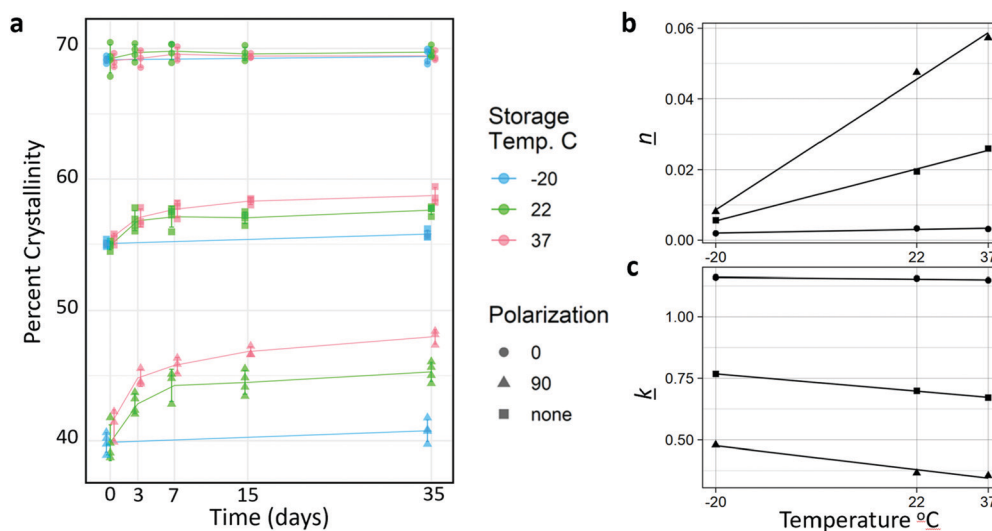 a
70
60
50
40
Percent Crystallinity
0 3 7 15 35
Time (days)
Storage
Temp. C
-20
22
37
Polarization
0
90
none
b
0.06
0.04
0.02
0.00
n
-20 22 37
c
1.00
0.75
0.50
k
-20 22 37
Temperature ºC